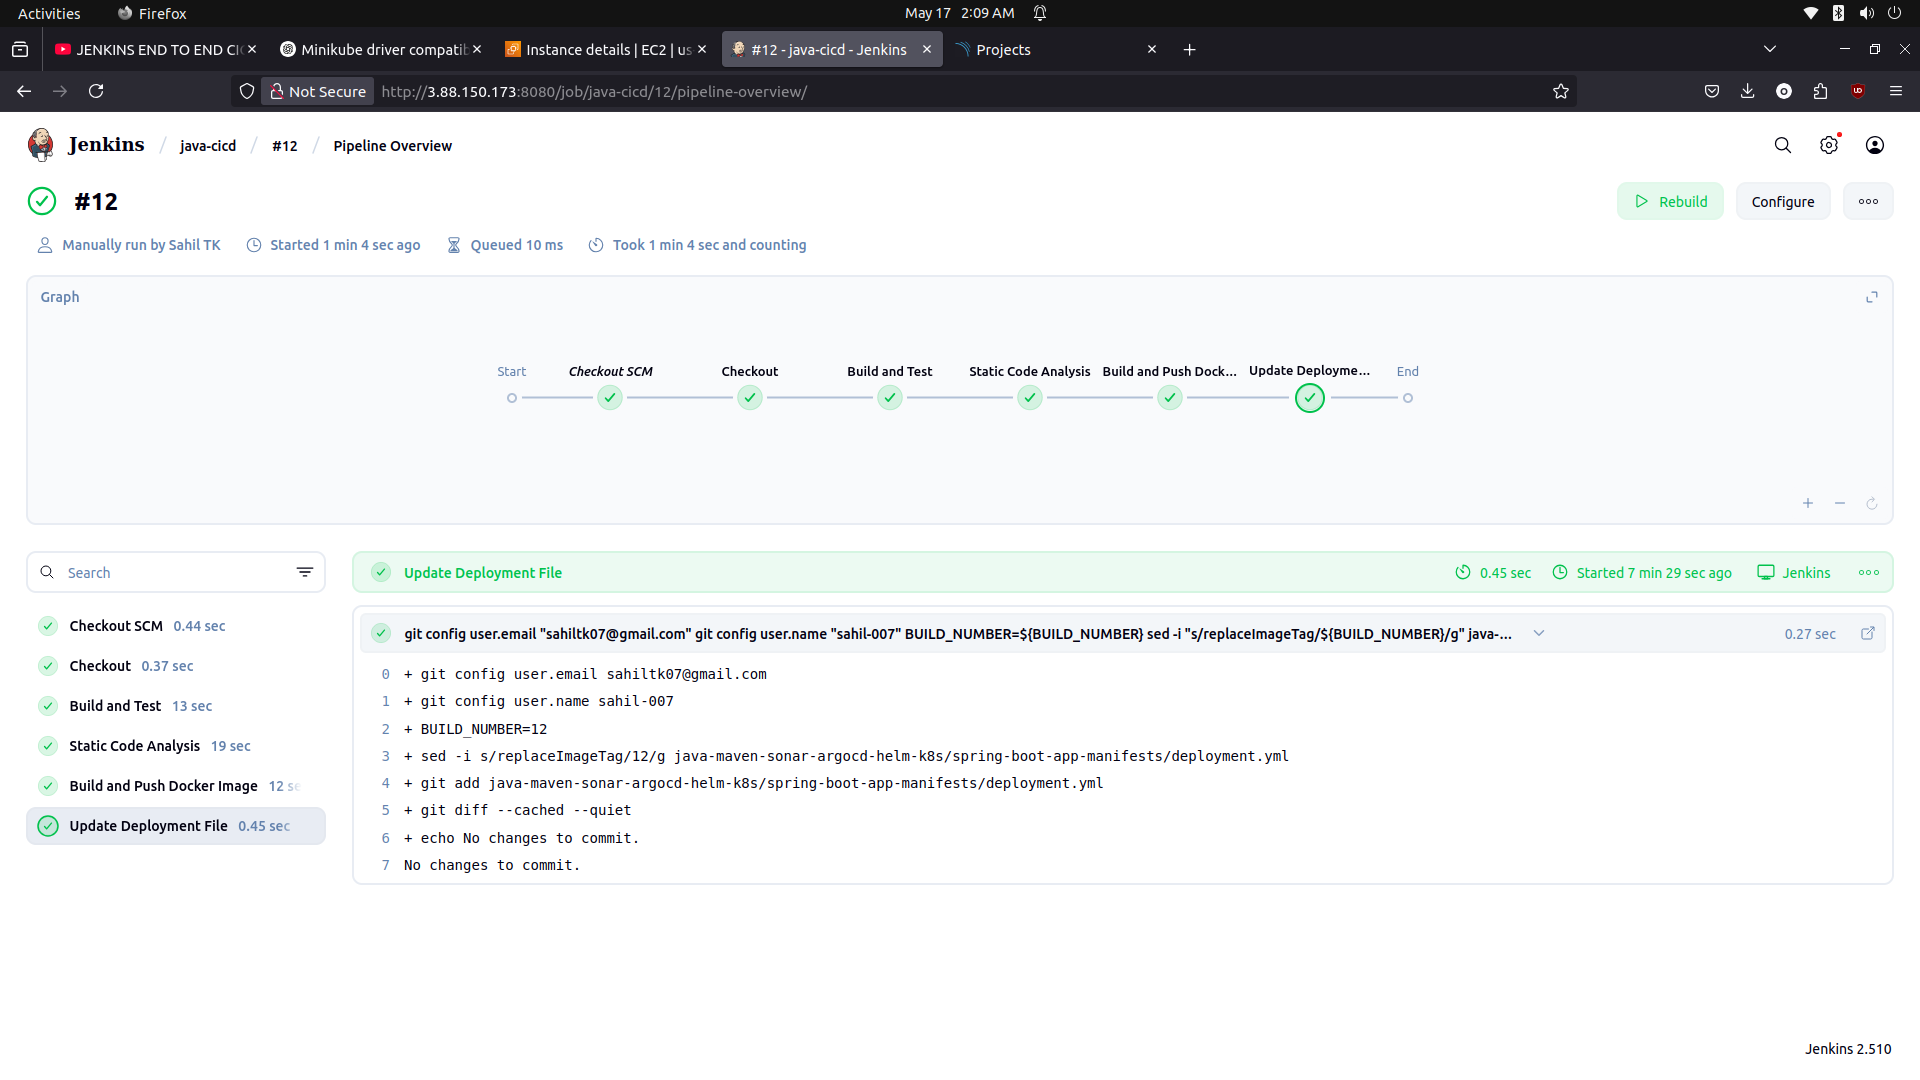 Activities
Firefox
May 17 2:09 AM
JENKINS END TO END CIC
Minikube driver compatib
Instance details | EC2 | us
#12 - java-cicd - Jenkins
Projects
Not Secure
http://3.88.150.173:8080/job/java-cicd/12/pipeline-overview/
Jenkins / java-cicd / #12 / Pipeline Overview
#12
Rebuild
Configure
Manually run by Sahil TK
Started 1 min 4 sec ago
Queued 10 ms
Took 1 min 4 sec and counting
Graph
Start
Checkout SCM
Checkout
Build and Test
Static Code Analysis
Build and Push Dock...
Update Deployme...
End
Search
Checkout SCM 0.44 sec
Checkout 0.37 sec
Build and Test 13 sec
Static Code Analysis 19 sec
Build and Push Docker Image 12 se
Update Deployment File 0.45 sec
Update Deployment File
0.45 sec
Started 7 min 29 sec ago
Jenkins
git config user.email "sahiltk07@gmail.com" git config user.name "sahil-007" BUILD_NUMBER=${BUILD_NUMBER} sed -i "s/replaceImageTag/${BUILD_NUMBER}/g" java-...
0.27 sec
0 + git config user.email sahiltk07@gmail.com
1 + git config user.name sahil-007
2 + BUILD_NUMBER=12
3 + sed -i s/replaceImageTag/12/g java-maven-sonar-argocd-helm-k8s/spring-boot-app-manifests/deployment.yml
4 + git add java-maven-sonar-argocd-helm-k8s/spring-boot-app-manifests/deployment.yml
5 + git diff --cached --quiet
6 + echo No changes to commit.
7 No changes to commit.
Jenkins 2.510